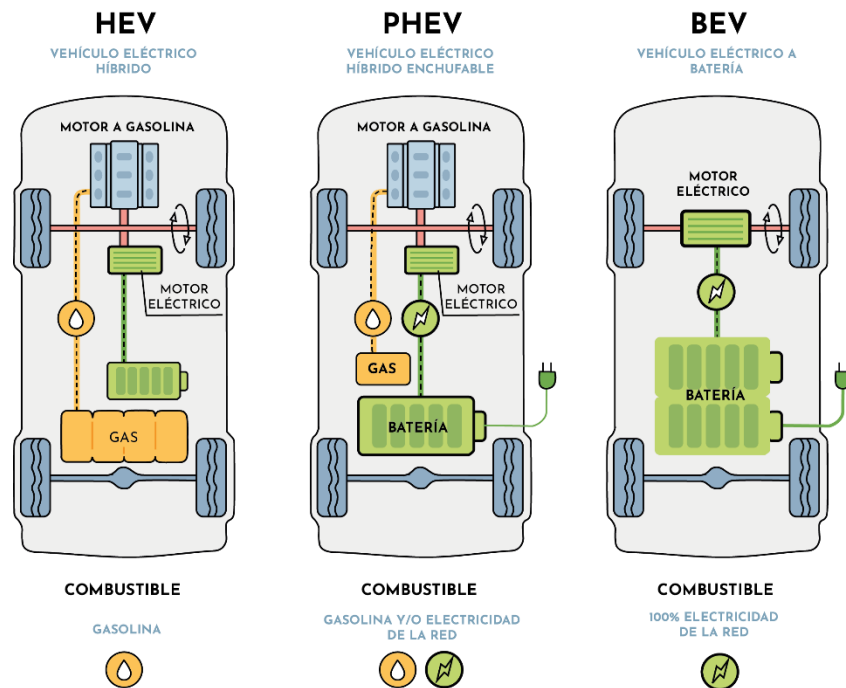 HEV
VEHÍCULO ELÉCTRICO
HÍBRIDO
MOTOR A GASOLINA
MOTOR
ELÉCTRICO
GAS
COMBUSTIBLE
GASOLINA
PHEV
VEHÍCULO ELÉCTRICO
HÍBRIDO ENCHUFABLE
MOTOR A GASOLINA
MOTOR
ELÉCTRICO
GAS
BATERÍA
COMBUSTIBLE
GASOLINA Y/O ELECTRICIDAD
DE LA RED
BEV
VEHÍCULO ELÉCTRICO A
BATERÍA
MOTOR
ELÉCTRICO
BATERÍA
COMBUSTIBLE
100% ELECTRICIDAD
DE LA RED